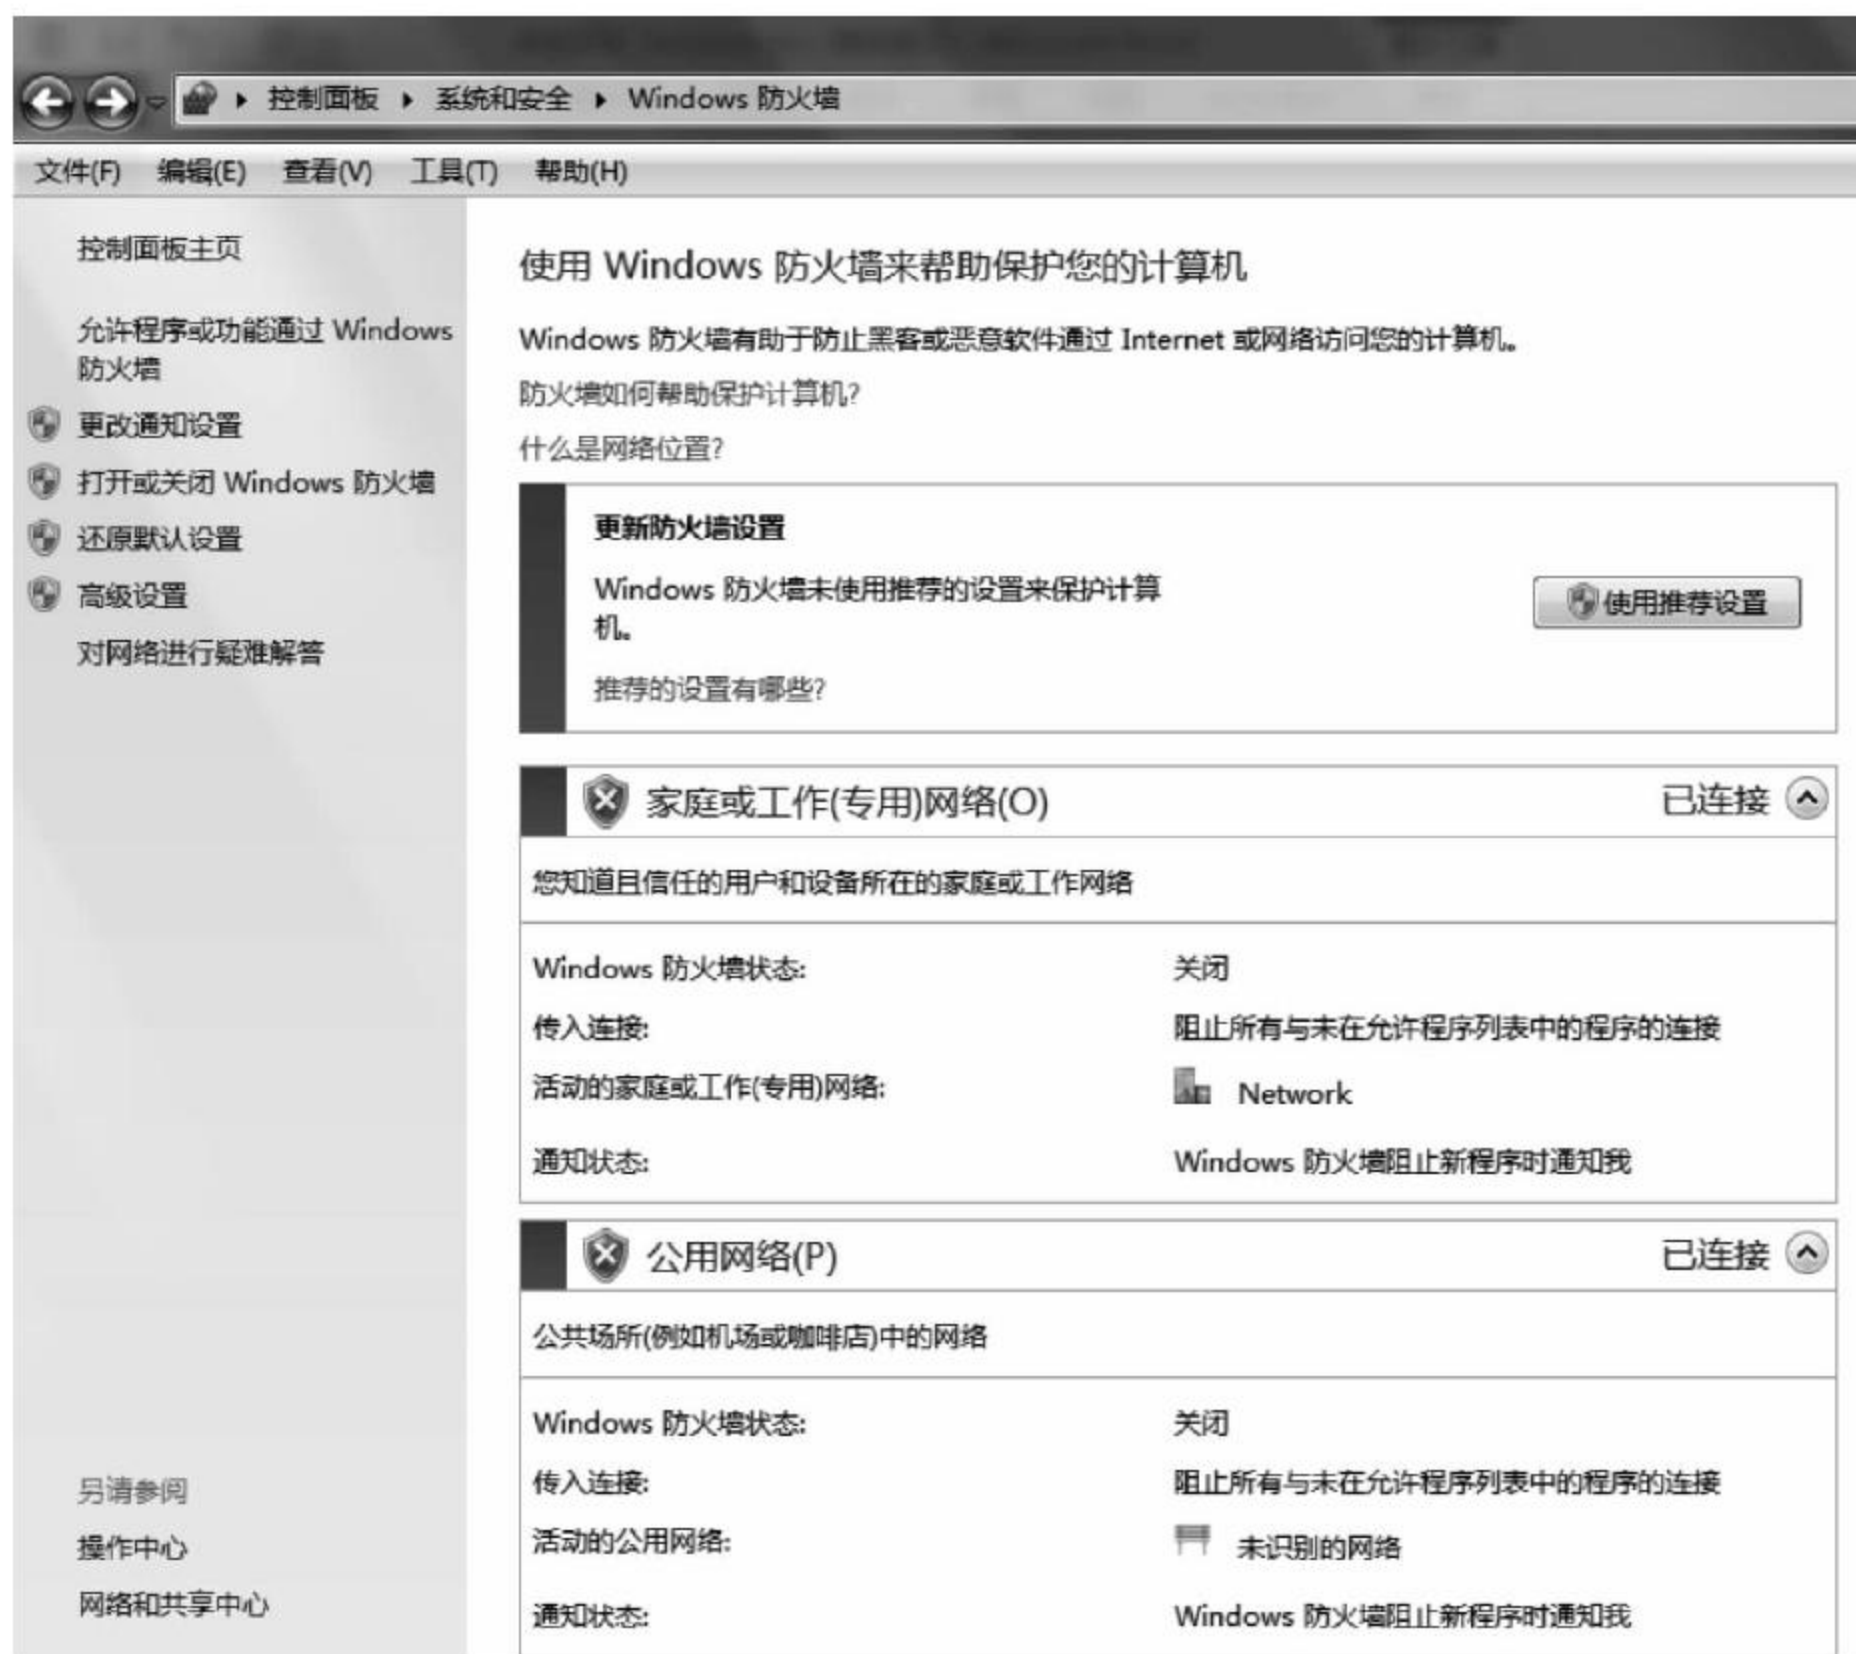 控制面板 ▸ 系统和安全 ▸ Windows 防火墙
文件(F) 编辑(E) 查看(V) 工具(T) 帮助(H)
控制面板主页
允许程序或功能通过 Windows
防火墙
更改通知设置
打开或关闭 Windows 防火墙
还原默认设置
高级设置
对网络进行疑难解答
另请参阅
操作中心
网络和共享中心
使用 Windows 防火墙来帮助保护您的计算机
Windows 防火墙有助于防止黑客或恶意软件通过 Internet 或网络访问您的计算机。
防火墙如何帮助保护计算机?
什么是网络位置?
更新防火墙设置
Windows 防火墙未使用推荐的设置来保护计算
机。
使用推荐设置
推荐的设置有哪些?
家庭或工作(专用)网络(O) 已连接
您知道且信任的用户和设备所在的家庭或工作网络
Windows 防火墙状态: 关闭
传入连接: 阻止所有与未在允许程序列表中的程序的连接
活动的家庭或工作(专用)网络: Network
通知状态: Windows 防火墙阻止新程序时通知我
公用网络(P) 已连接
公共场所(例如机场或咖啡店)中的网络
Windows 防火墙状态: 关闭
传入连接: 阻止所有与未在允许程序列表中的程序的连接
活动的公用网络: 未识别的网络
通知状态: Windows 防火墙阻止新程序时通知我